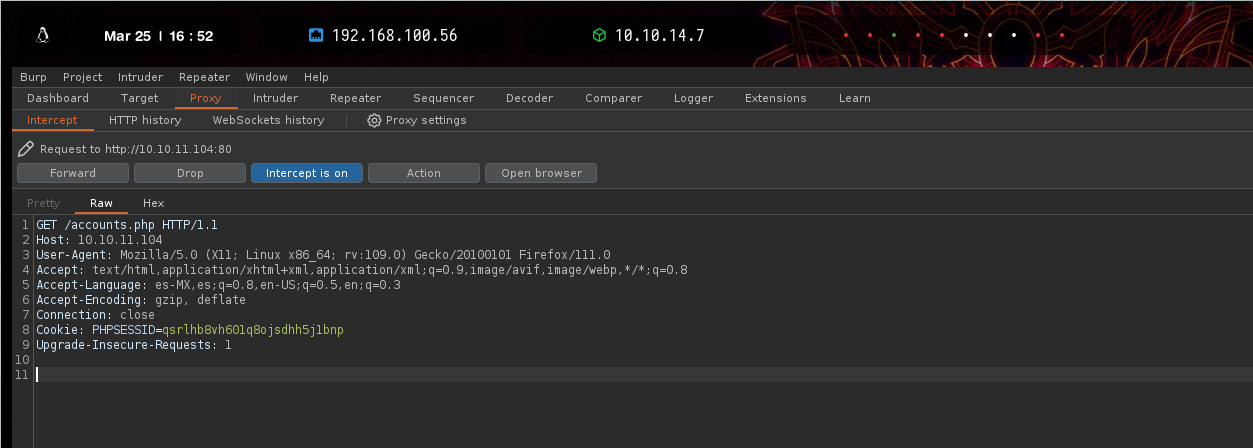 Mar 25 | 16 : 52 192.168.100.56 10.10.14.7
Burp Project Intruder Repeater Window Help
Dashboard Target Proxy Intruder Repeater Sequencer Decoder Comparer Logger Extensions Learn
Intercept HTTP history WebSockets history Proxy settings
Request to http://10.10.11.104:80
Forward Drop Intercept is on Action Open browser
Pretty Raw Hex
1 GET /accounts.php HTTP/1.1
2 Host: 10.10.11.104
3 User-Agent: Mozilla/5.0 (X11; Linux x86_64; rv:109.0) Gecko/20100101 Firefox/111.0
4 Accept: text/html,application/xhtml+xml,application/xml;q=0.9,image/avif,image/webp,*/*;q=0.8
5 Accept-Language: es-MX,es;q=0.8,en-US;q=0.5,en;q=0.3
6 Accept-Encoding: gzip, deflate
7 Connection: close
8 Cookie: PHPSESSID=qsrlhb8vh601q8ojsdhh5j1bnp
9 Upgrade-Insecure-Requests: 1
10
11